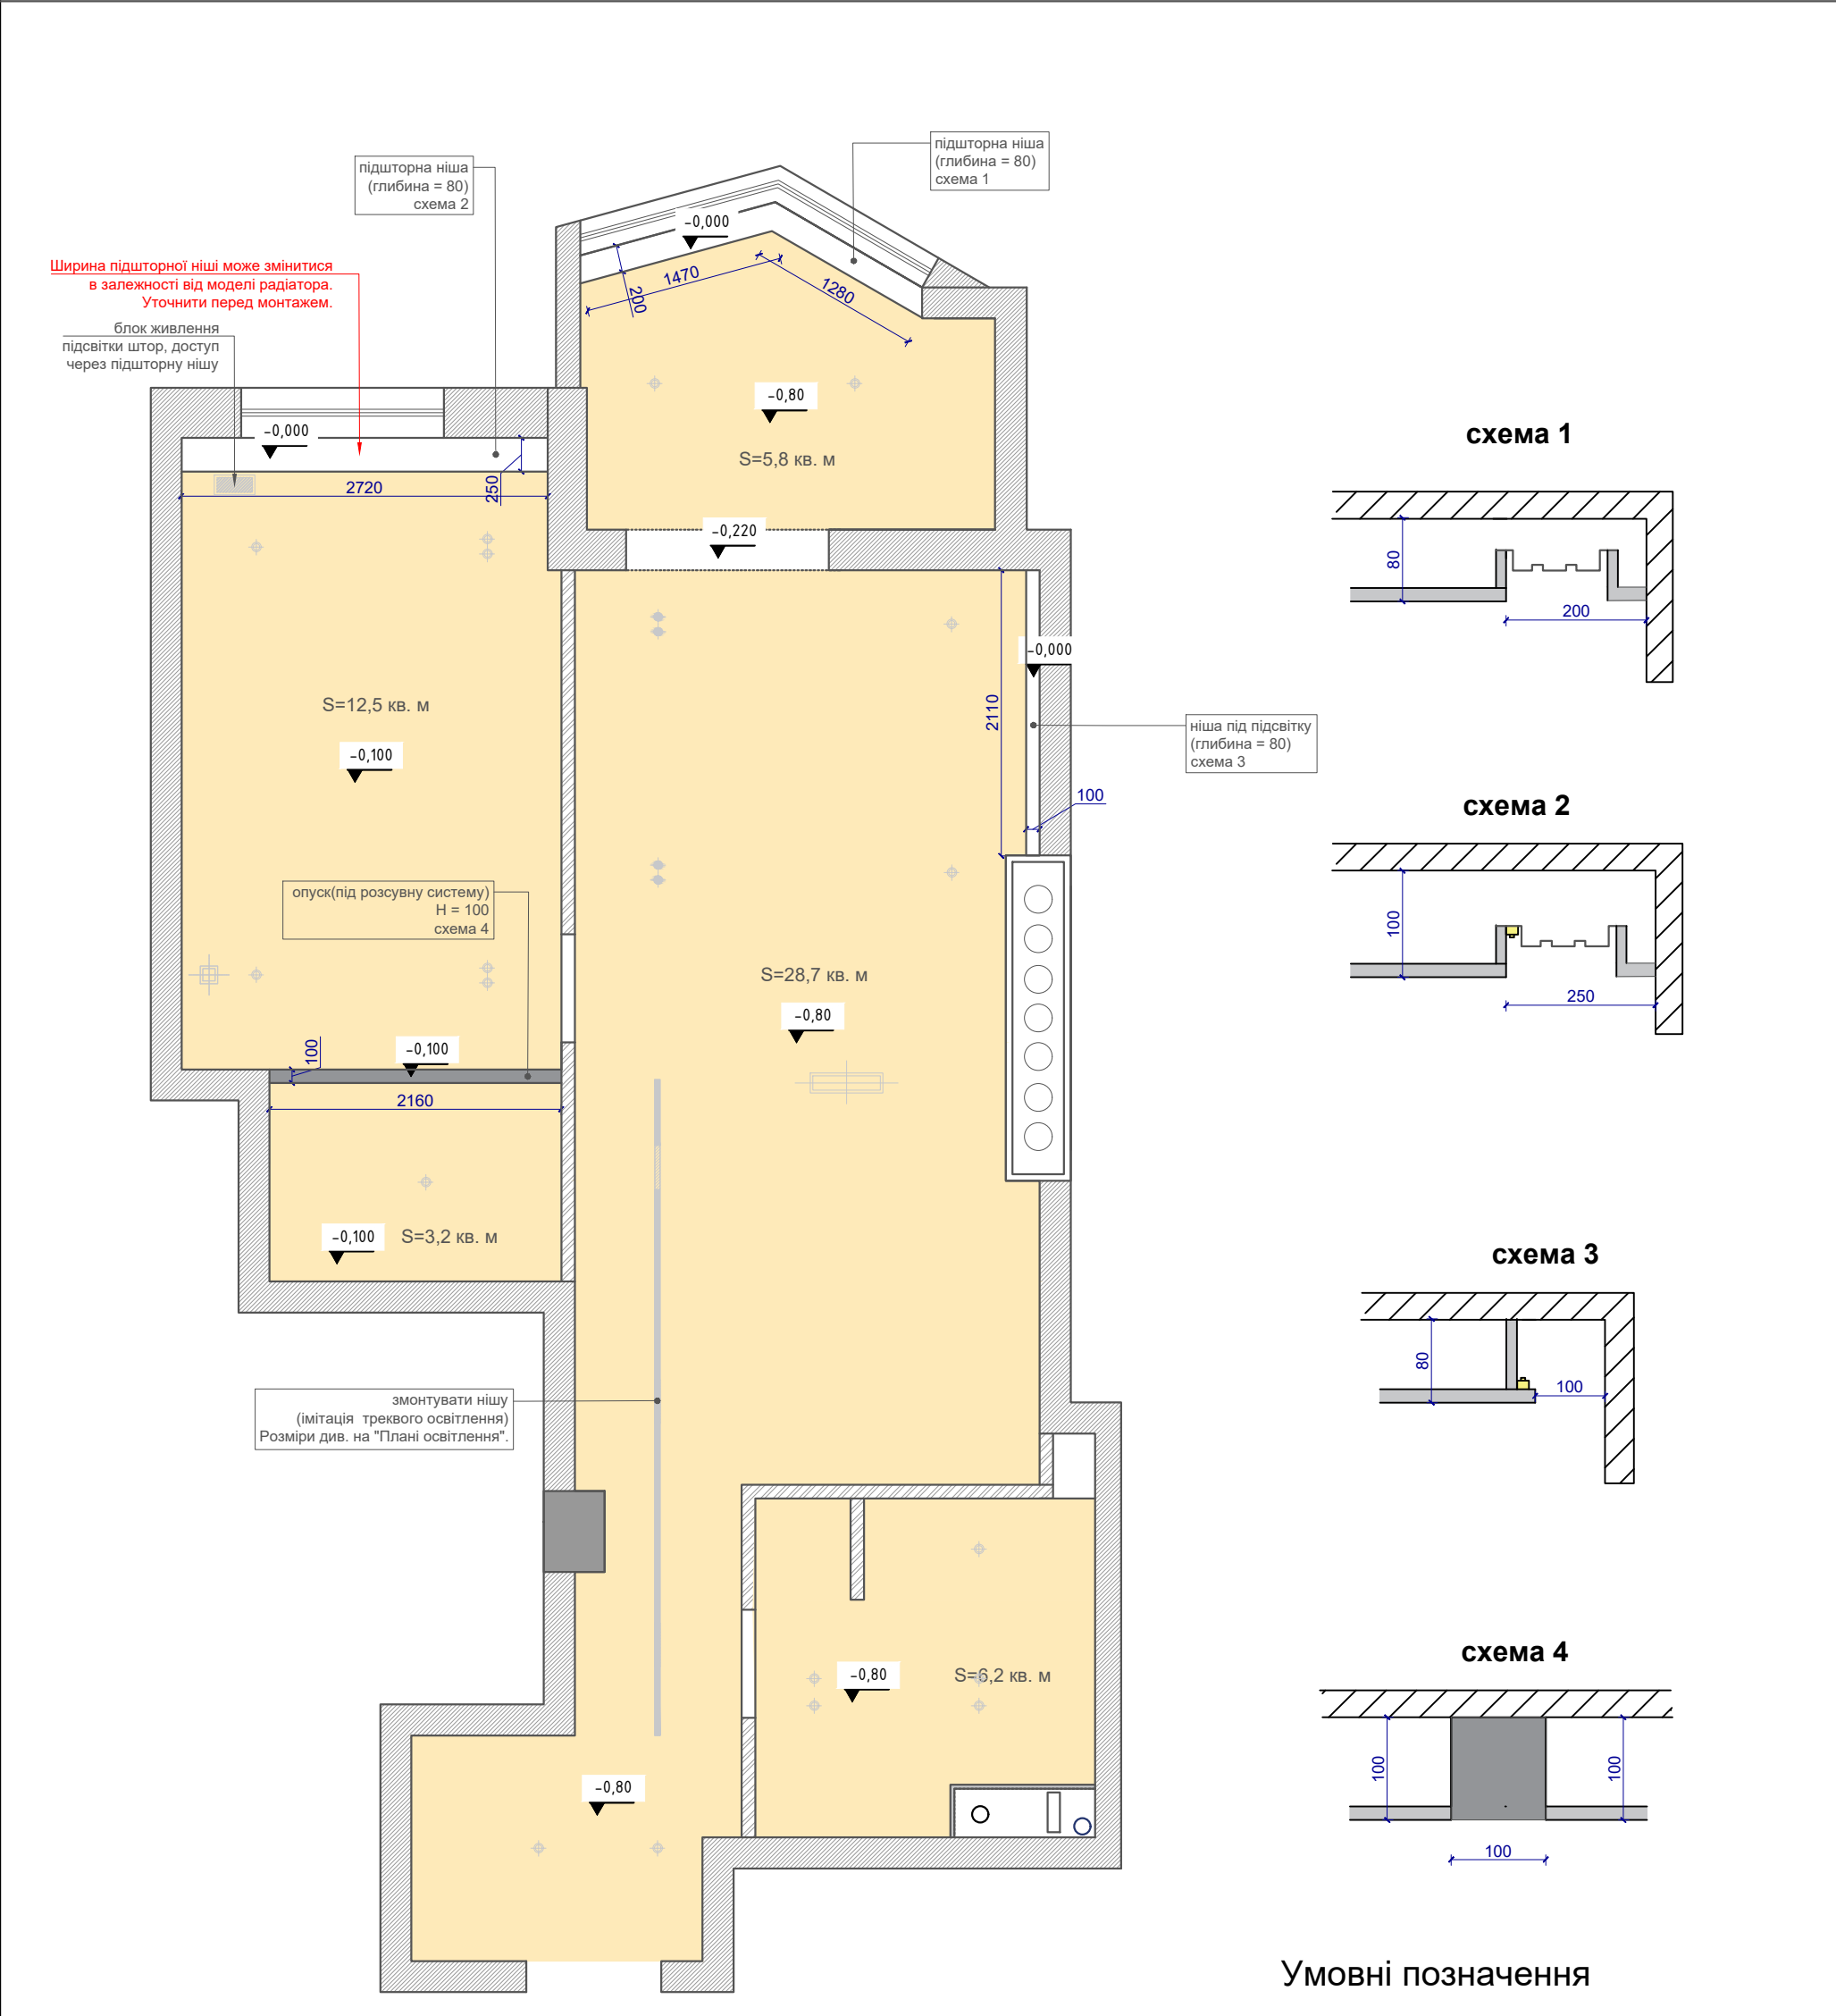 підшторна ніша
(глибина = 80)
схема 1
підшторна ніша
(глибина = 80)
схема 2
Ширина підшторної ніші може змінитися
в залежності від моделі радіатора.
Уточнити перед монтажем.
блок живлення
підсвітки штор, доступ
через підшторну нішу
-0,000
1470
200
1280
-0,80
S=5,8 кв. м
-0,000
2720
250
-0,220
-0,000
2110
S=12,5 кв. м
-0,100
ніша під підсвітку
(глибина = 80)
схема 3
100
опуск(під розсувну систему)
H = 100
схема 4
S=28,7 кв. м
-0,80
100
-0,100
2160
-0,100
S=3,2 кв. м
змонтувати нішу
(імітація треквого освітлення)
Розміри див. на "Плані освітлення".
-0,80
S=6,2 кв. м
-0,80
схема 1
80
200
схема 2
100
250
схема 3
80
100
схема 4
100
100
100
Умовні позначення